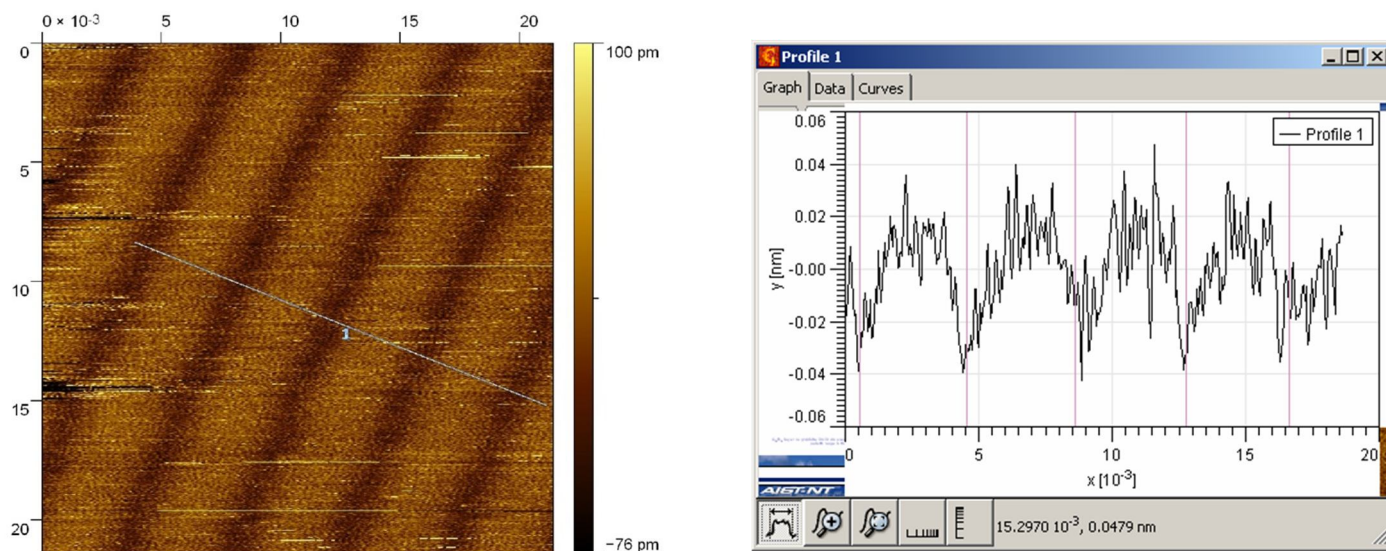 0 × 10-3 5 10 15 20
0
5
10
15
20
1
100 pm
−76 pm
Profile 1
Graph Data Curves
0.06
0.04
0.02
-0.00
-0.02
-0.04
-0.06
y [nm]
Profile 1
0 5 10 15 20
x [10-3]
AIST-NT
15.2970 10-3, 0.0479 nm